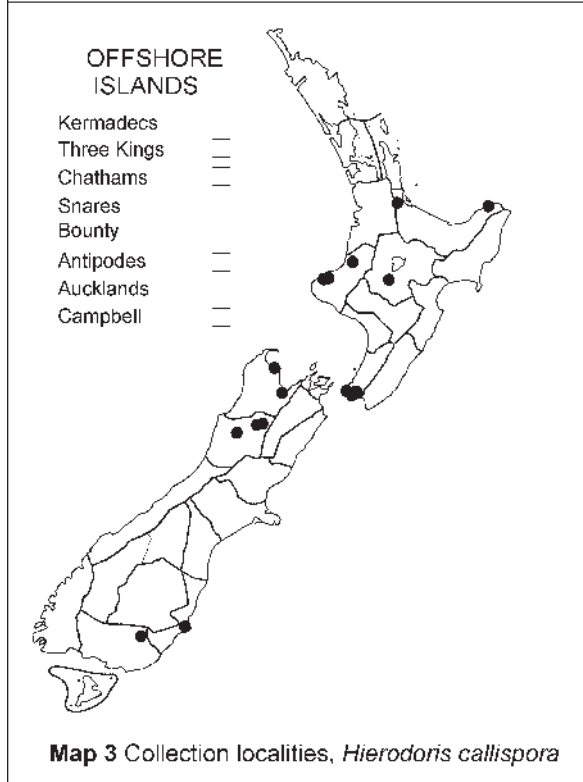 OFFSHORE
ISLANDS
Kermadecs
Three Kings
Chathams
Snares
Bounty
Antipodes
Aucklands
Campbell
Map 3 Collection localities, Hierodoris callispora